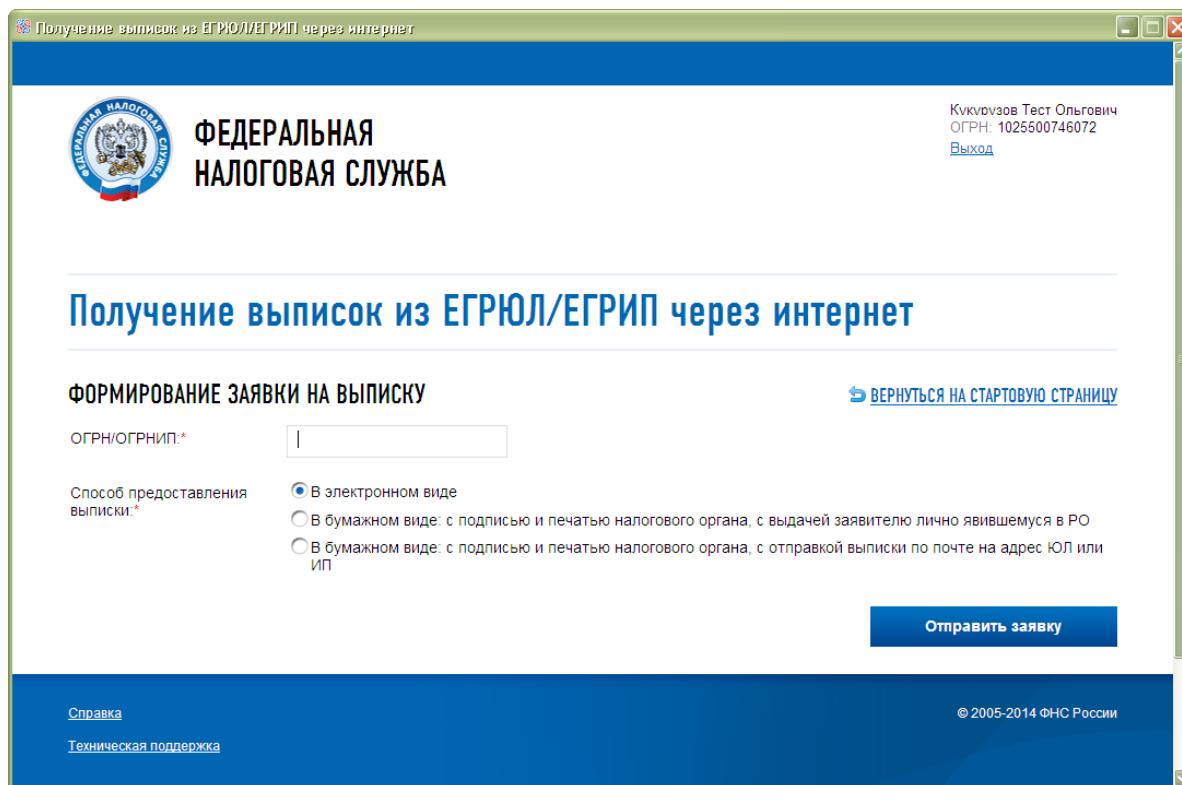 Получение выписок из ЕГРЮЛ/ЕГРИП через интернет
ФЕДЕРАЛЬНАЯ НАЛОГОВАЯ СЛУЖБА
ФЕДЕРАЛЬНАЯ
НАЛОГОВАЯ СЛУЖБА
Кукурузов Тест Ольгович
ОГРН: 1025500746072
Выход
Получение выписок из ЕГРЮЛ/ЕГРИП через интернет
ФОРМИРОВАНИЕ ЗАЯВКИ НА ВЫПИСКУ
ВЕРНУТЬСЯ НА СТАРТОВУЮ СТРАНИЦУ
ОГРН/ОГРНИП:*
Способ предоставления
выписки:*
В электронном виде
В бумажном виде: с подписью и печатью налогового органа, с выдачей заявителю лично явившемуся в РО
В бумажном виде: с подписью и печатью налогового органа, с отправкой выписки по почте на адрес ЮЛ или
ИП
Отправить заявку
Справка
© 2005-2014 ФНС России
Техническая поддержка